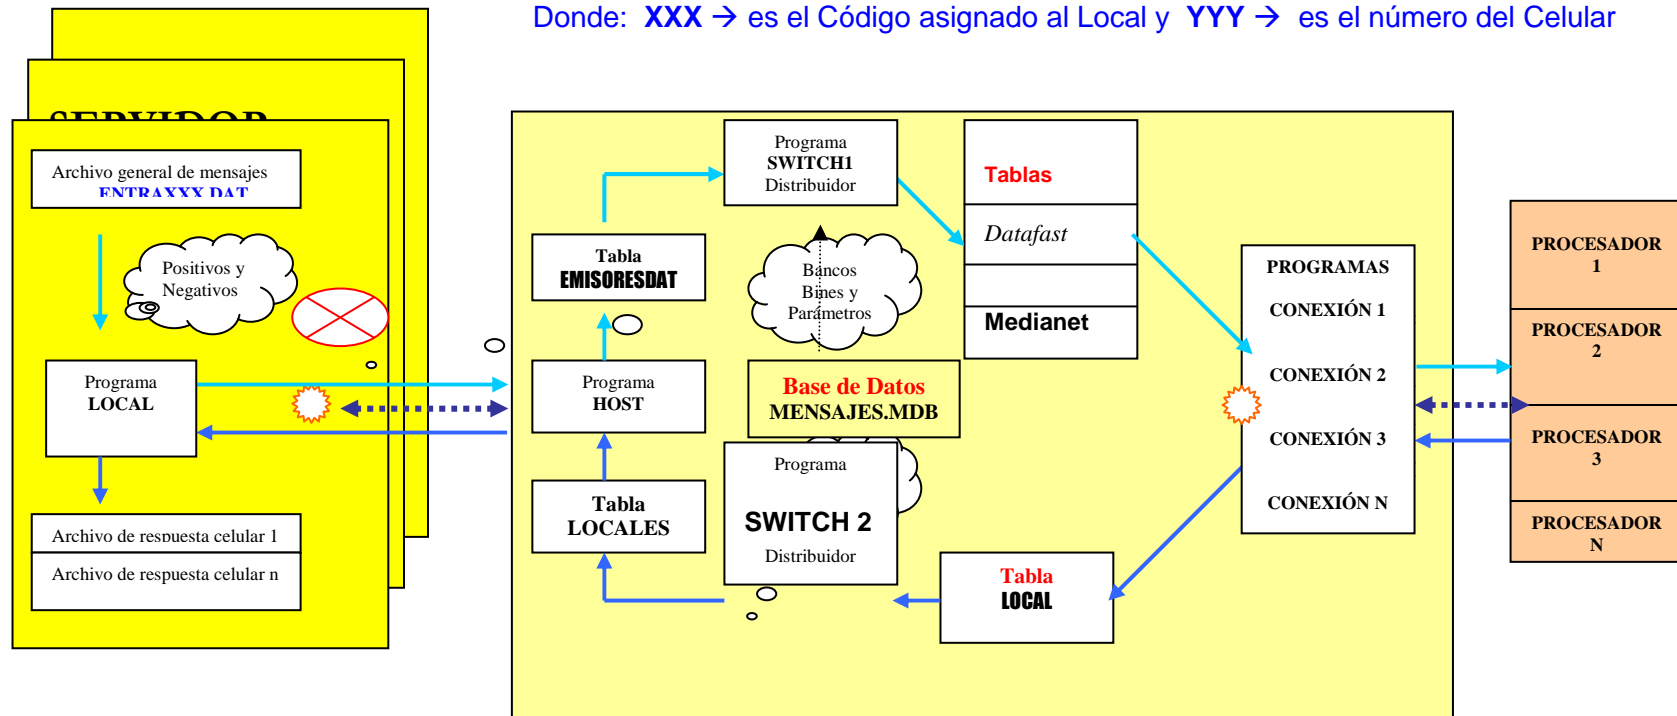 Donde: XXX → es el Código asignado al Local y YYY → es el número del Celular
SERVIDOR
Archivo general de mensajes
ENTRAXXX.DAT
Positivos y
Negativos
Programa
LOCAL
Archivo de respuesta celular 1
Archivo de respuesta celular n
Programa
SWITCH1
Distribuidor
Tabla
EMISORESDAT
Bancos
Bines y
Parámetros
Programa
HOST
Base de Datos
MENSAJES.MDB
Tabla
LOCALES
Programa
SWITCH 2
Distribuidor
Tablas
Datafast
Medianet
Tabla
LOCAL
PROGRAMAS
CONEXIÓN 1
CONEXIÓN 2
CONEXIÓN 3
CONEXIÓN N
PROCESADOR
1
PROCESADOR
2
PROCESADOR
3
PROCESADOR
N